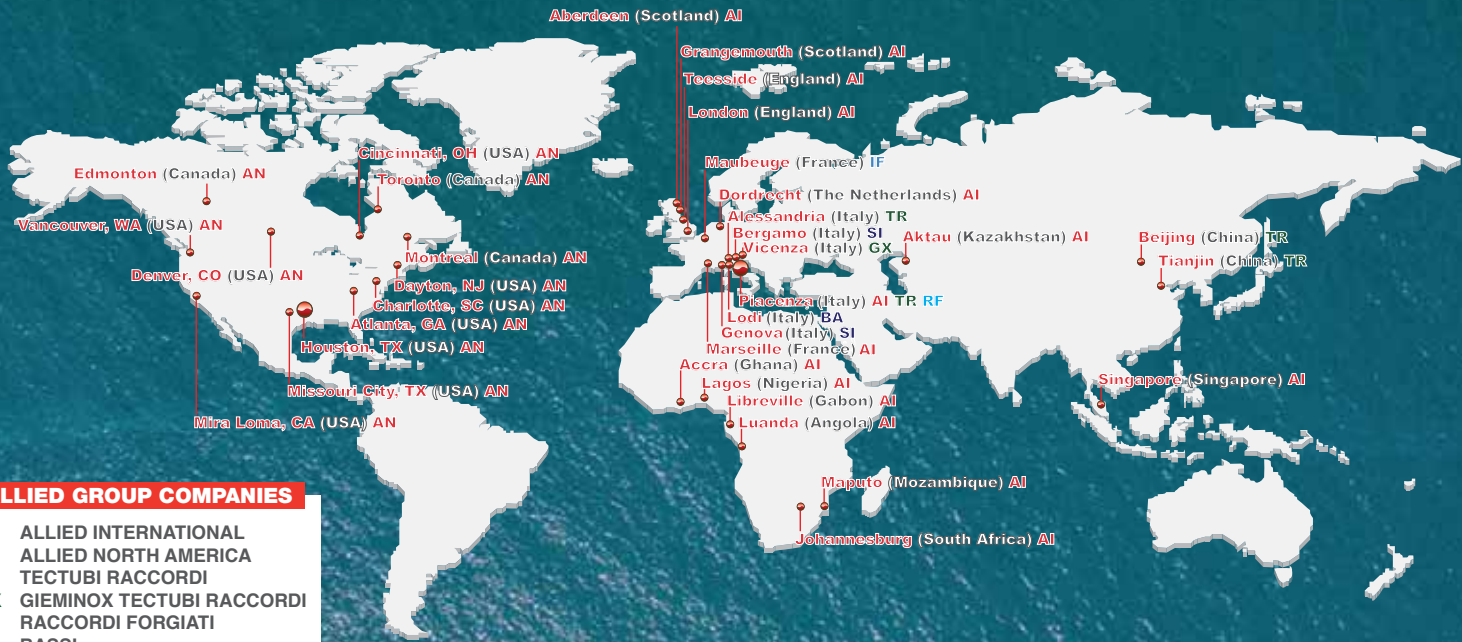 Aberdeen (Scotland) AI
Grangemouth (Scotland) AI
Teesside (England) AI
London (England) AI
Cincinnati, OH (USA) AN
Maubeuge (France) IF
Edmonton (Canada) AN
Toronto (Canada) AN
Dordrecht (The Netherlands) AI
Alessandria (Italy) TR
Vancouver, WA (USA) AN
Bergamo (Italy) SI
Aktau (Kazakhstan) AI
Beijing (China) TR
Vicenza (Italy) GX
Montreal (Canada) AN
Tianjin (China) TR
Denver, CO (USA) AN
Dayton, NJ (USA) AN
Piacenza (Italy) AI TR RF
Charlotte, SC (USA) AN
Lodi (Italy) BA
Atlanta, GA (USA) AN
Genova (Italy) SI
Houston, TX (USA) AN
Marseille (France) AI
Accra (Ghana) AI
Singapore (Singapore) AI
Lagos (Nigeria) AI
Missouri City, TX (USA) AN
Libreville (Gabon) AI
Mira Loma, CA (USA) AN
Luanda (Angola) AI
Maputo (Mozambique) AI
Johannesburg (South Africa) AI
LLIED GROUP COMPANIES
ALLIED INTERNATIONAL
ALLIED NORTH AMERICA
TECTUBI RACCORDI
GIEMINOX TECTUBI RACCORDI
RACCORDI FORGIATI